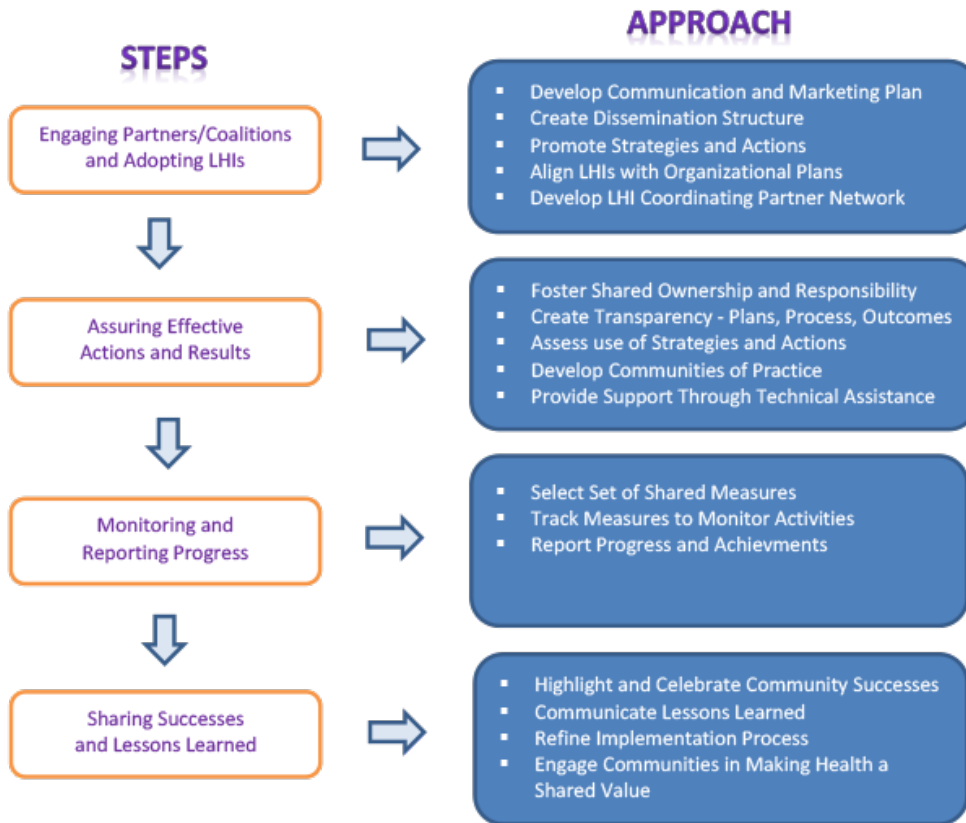 STEPS
APPROACH
Engaging Partners/Coalitions
and Adopting LHIs
▪ Develop Communication and Marketing Plan
▪ Create Dissemination Structure
▪ Promote Strategies and Actions
▪ Align LHIs with Organizational Plans
▪ Develop LHI Coordinating Partner Network
Assuring Effective
Actions and Results
▪ Foster Shared Ownership and Responsibility
▪ Create Transparency - Plans, Process, Outcomes
▪ Assess use of Strategies and Actions
▪ Develop Communities of Practice
▪ Provide Support Through Technical Assistance
Monitoring and
Reporting Progress
▪ Select Set of Shared Measures
▪ Track Measures to Monitor Activities
▪ Report Progress and Achievments
Sharing Successes
and Lessons Learned
▪ Highlight and Celebrate Community Successes
▪ Communicate Lessons Learned
▪ Refine Implementation Process
▪ Engage Communities in Making Health a
Shared Value